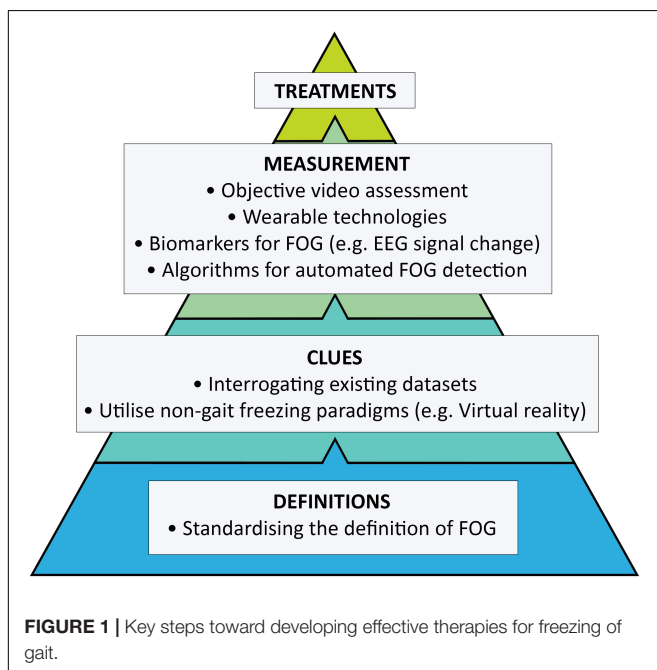 TREATMENTS
MEASUREMENT
• Objective video assessment
• Wearable technologies
• Biomarkers for FOG (e.g. EEG signal change)
• Algorithms for automated FOG detection
CLUES
• Interrogating existing datasets
• Utilise non-gait freezing paradigms (e.g. Virtual reality)
DEFINITIONS
• Standardising the definition of FOG
FIGURE 1 | Key steps toward developing effective therapies for freezing of
gait.